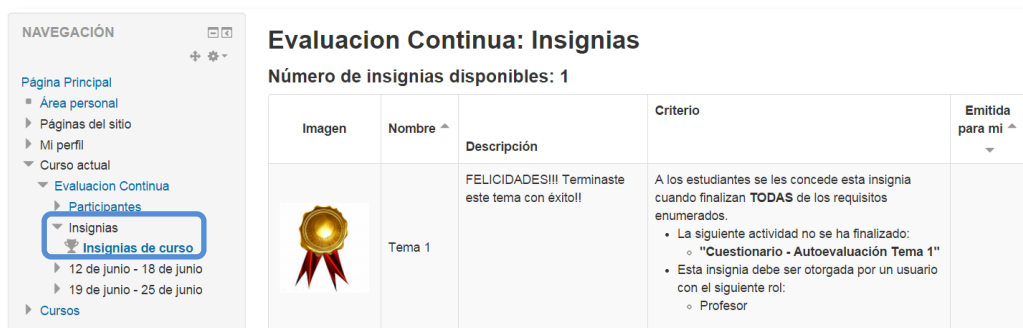 NAVEGACIÓN
Página Principal
Área personal
Páginas del sitio
Mi perfil
Curso actual
Evaluacion Continua
Participantes
Insignias
Insignias de curso
12 de junio - 18 de junio
19 de junio - 25 de junio
Cursos
Evaluacion Continua: Insignias
Número de insignias disponibles: 1
Imagen
Nombre
Descripción
Criterio
Emitida
para mi
Tema 1
FELICIDADES!!! Terminaste
este tema con éxito!!
A los estudiantes se les concede esta insignia
cuando finalizan TODAS de los requisitos
enumerados.
La siguiente actividad no se ha finalizado:
"Cuestionario - Autoevaluación Tema 1"
Esta insignia debe ser otorgada por un usuario
con el siguiente rol:
Profesor